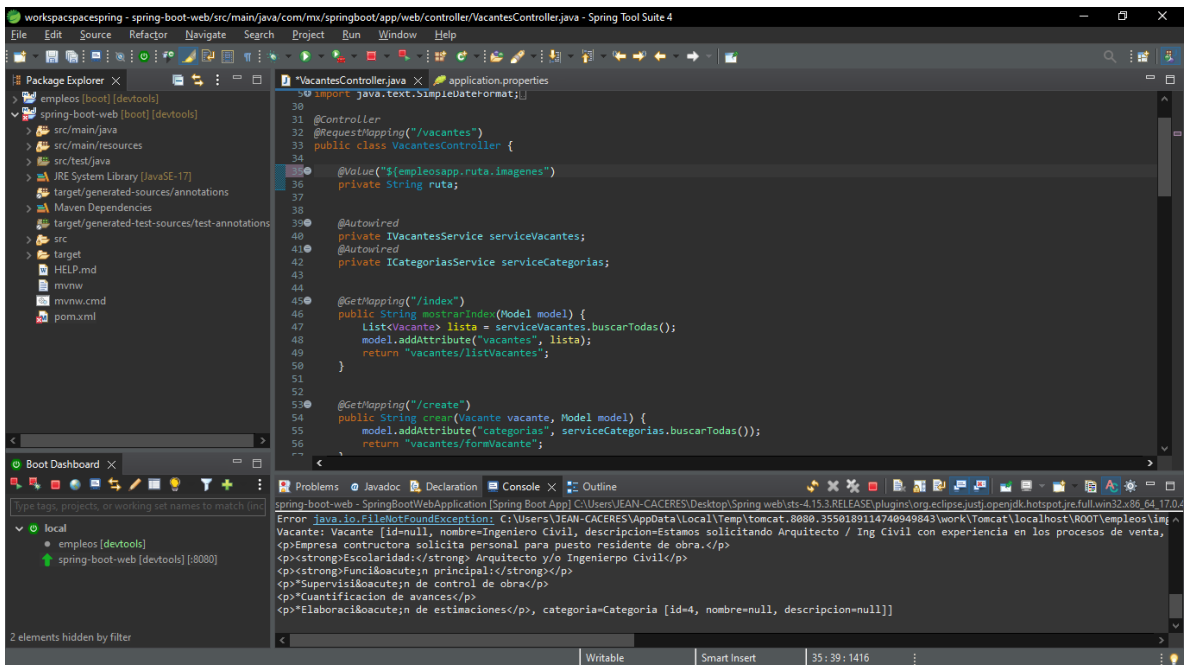 workspacspacespring - spring-boot-web/src/main/java/com/mx/springboot/app/web/controller/VacantesController.java - Spring Tool Suite 4
File Edit Source Refactor Navigate Search Project Run Window Help
Package Explorer
empleos [boot] [devtools]
spring-boot-web [boot] [devtools]
src/main/java
src/main/resources
src/test/java
JRE System Library [JavaSE-17]
target/generated-sources/annotations
Maven Dependencies
target/generated-test-sources/test-annotations
src
target
HELP.md
mvnw
mvnw.cmd
pom.xml
*VacantesController.java application.properties
5 import java.text.SimpleDateFormat;
30
31 @Controller
32 @RequestMapping("/vacantes")
33 public class VacantesController {
34
35 @Value("${empleosapp.ruta.imagenes")
36 private String ruta;
37
38
39 @Autowired
40 private IVacantesService serviceVacantes;
41 @Autowired
42 private ICategoriasService serviceCategorias;
43
44
45 @GetMapping("/index")
46 public String mostrarIndex(Model model) {
47 List<Vacante> lista = serviceVacantes.buscarTodas();
48 model.addAttribute("vacantes", lista);
49 return "vacantes/listVacantes";
50 }
51
52
53 @GetMapping("/create")
54 public String crear(Vacante vacante, Model model) {
55 model.addAttribute("categorias", serviceCategorias.buscarTodas());
56 return "vacantes/formVacante";
57 }
Boot Dashboard
Type tags, projects, or working set names to match (inc
local
empleos [devtools]
spring-boot-web [devtools] [:8080]
2 elements hidden by filter
Problems Javadoc Declaration Console Outline
spring-boot-web - SpringBootWebApplication [Spring Boot App] C:\Users\JEAN-CACERES\Desktop\Spring web\sts-4.15.3.RELEASE\plugins\org.eclipse.justj.openjdk.hotspot.jre.full.win32.x86_64_17.0.4
Error java.io.FileNotFoundException: C:\Users\JEAN-CACERES\AppData\Local\Temp\tomcat.8080.3550189114740949843\work\Tomcat\localhost\ROOT\empleos\img
Vacante: Vacante [id=null, nombre=Ingeniero Civil, descripcion=Estamos solicitando Arquitecto / Ing Civil con experiencia en los procesos de venta,
<p>Empresa contructora solicita personal para puesto residente de obra.</p>
<p><strong>Escolaridad:</strong> Arquitecto y/o Ingenierpo Civil</p>
<p><strong>Funci&oacute;n principal:</strong></p>
<p>*Supervisi&oacute;n de control de obra</p>
<p>*Cuantificacion de avances</p>
<p>*Elaboraci&oacute;n de estimaciones</p>, categoria=Categoria [id=4, nombre=null, descripcion=null]]
Writable Smart Insert 35 : 39 : 1416